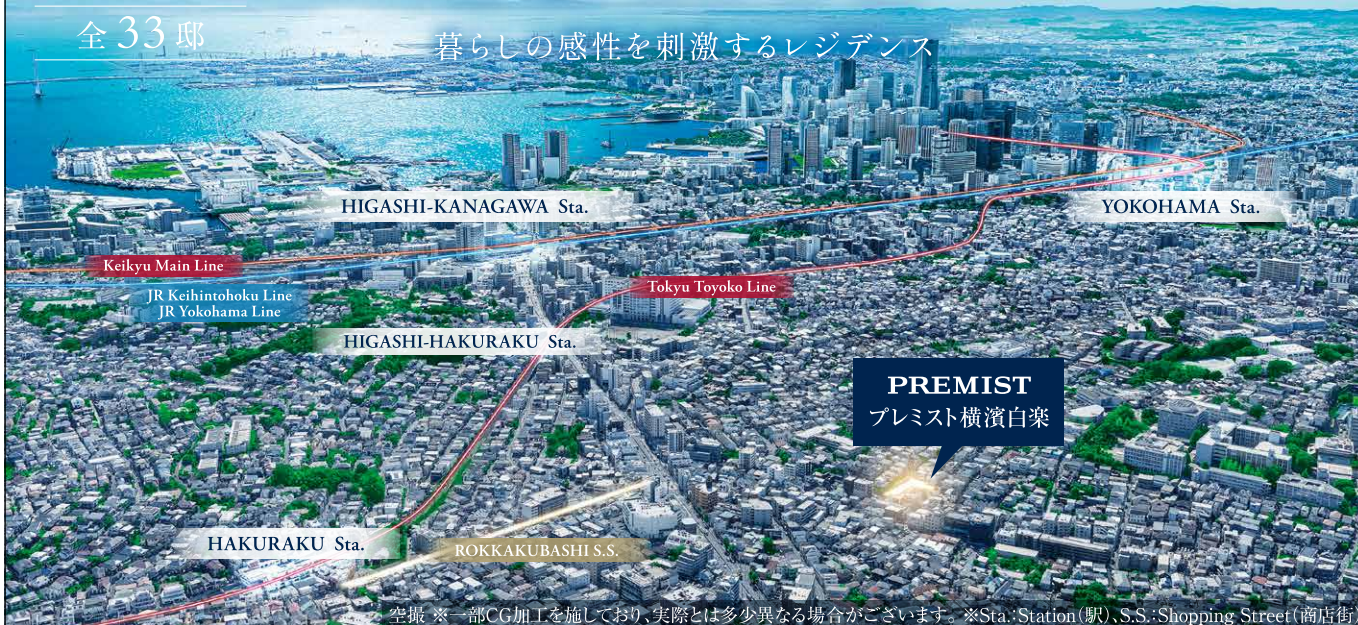 全33邸
暮らしの感性を刺激するレジデンス
HIGASHI-KANAGAWA Sta.
YOKOHAMA Sta.
Keikyu Main Line
JR Keihintohoku Line
JR Yokohama Line
Tokyu Toyoko Line
HIGASHI-HAKURAKU Sta.
PREMIST
プレミスト横濱白楽
HAKURAKU Sta.
ROKKAKUBASHI S.S.
空撮 ※一部CG加工を施しており、実際とは多少異なる場合がございます。※Sta.:Station(駅)、S.S.:Shopping Street(商店街)